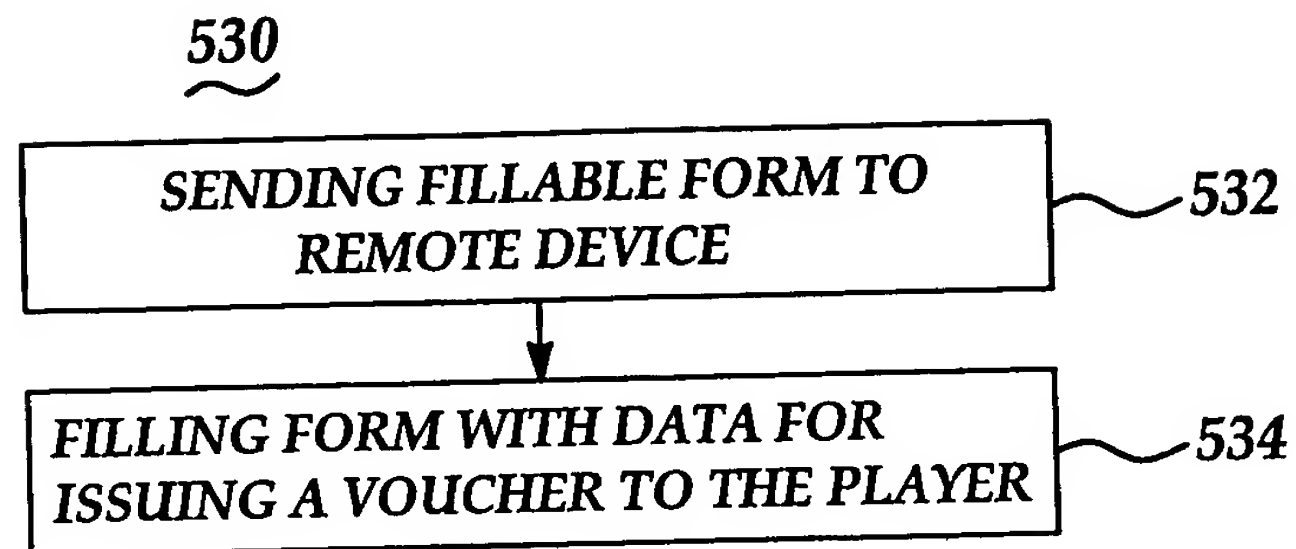 530
SENDING FILLABLE FORM TO
REMOTE DEVICE
532
FILLING FORM WITH DATA FOR
ISSUING A VOUCHER TO THE PLAYER
534